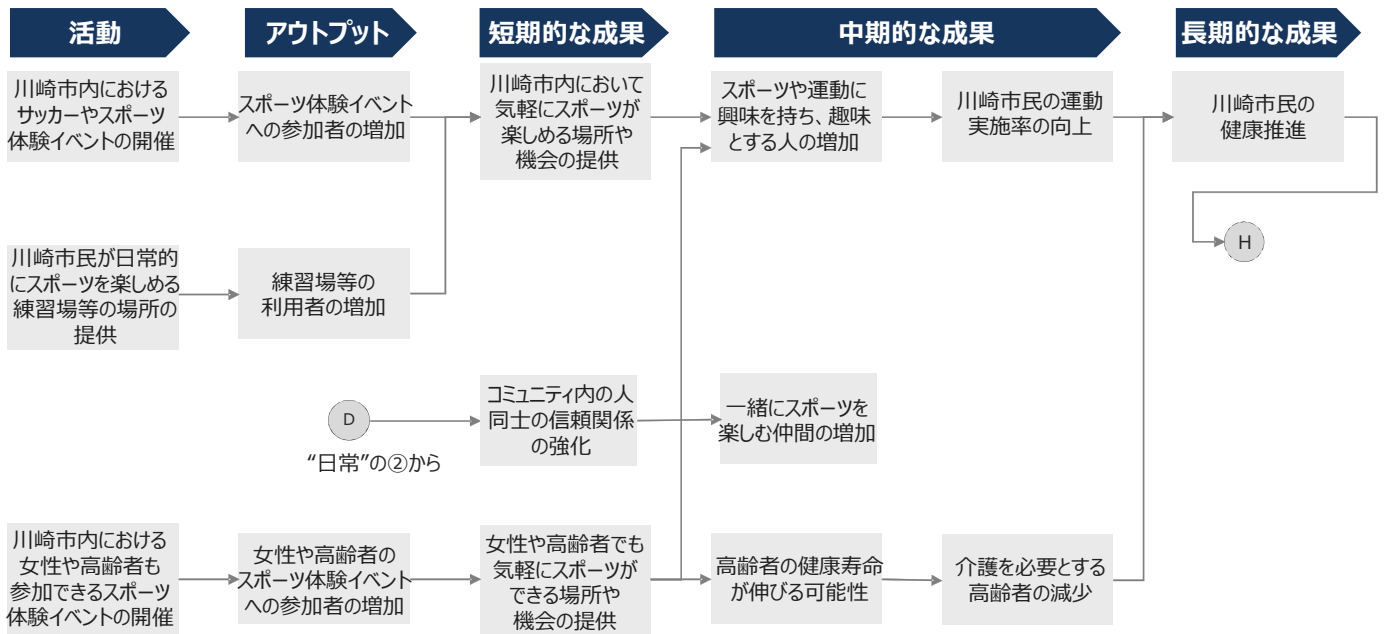 活動
アウトプット
短期的な成果
中期的な成果
長期的な成果
川崎市内における
サッカーやスポーツ
体験イベントの開催
スポーツ体験イベント
への参加者の増加
川崎市内において
気軽にスポーツが
楽しめる場所や
機会の提供
スポーツや運動に
興味を持ち、趣味
とする人の増加
川崎市民の運動
実施率の向上
川崎市民の
健康推進
H
川崎市民が日常的
にスポーツを楽しめる
練習場等の場所の
提供
練習場等の
利用者の増加
D
“日常”の②から
コミュニティ内の人
同士の信頼関係
の強化
一緒にスポーツを
楽しむ仲間の増加
川崎市内における
女性や高齢者も
参加できるスポーツ
体験イベントの開催
女性や高齢者の
スポーツ体験イベント
への参加者の増加
女性や高齢者でも
気軽にスポーツが
できる場所や
機会の提供
高齢者の健康寿命
が伸びる可能性
介護を必要とする
高齢者の減少